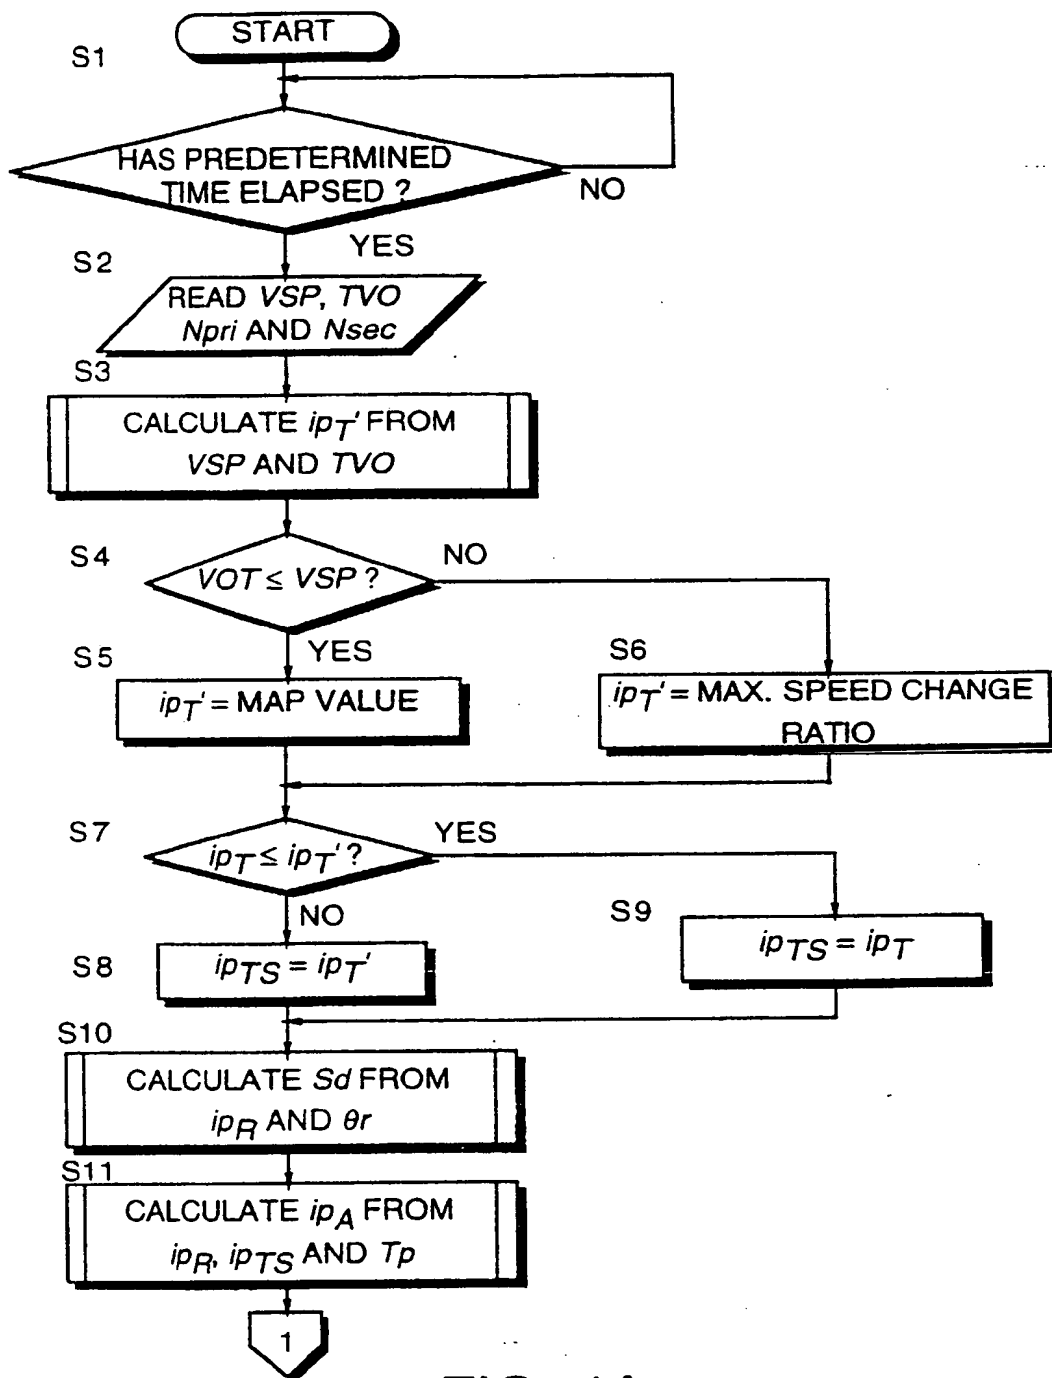 START
S1
HAS PREDETERMINED
TIME ELAPSED ?
NO
YES
S2
READ VSP, TVO
Npri AND Nsec
S3
CALCULATE ipT' FROM
VSP AND TVO
S4
VOT ≤ VSP ?
NO
YES
S5
ipT' = MAP VALUE
S6
ipT' = MAX. SPEED CHANGE
RATIO
S7
ipT ≤ ipT' ?
YES
NO
S8
ipTS = ipT'
S9
ipTS = ipT
S10
CALCULATE Sd FROM
ipR AND θr
S11
CALCULATE ipA FROM
ipR, ipTS AND Tp
1